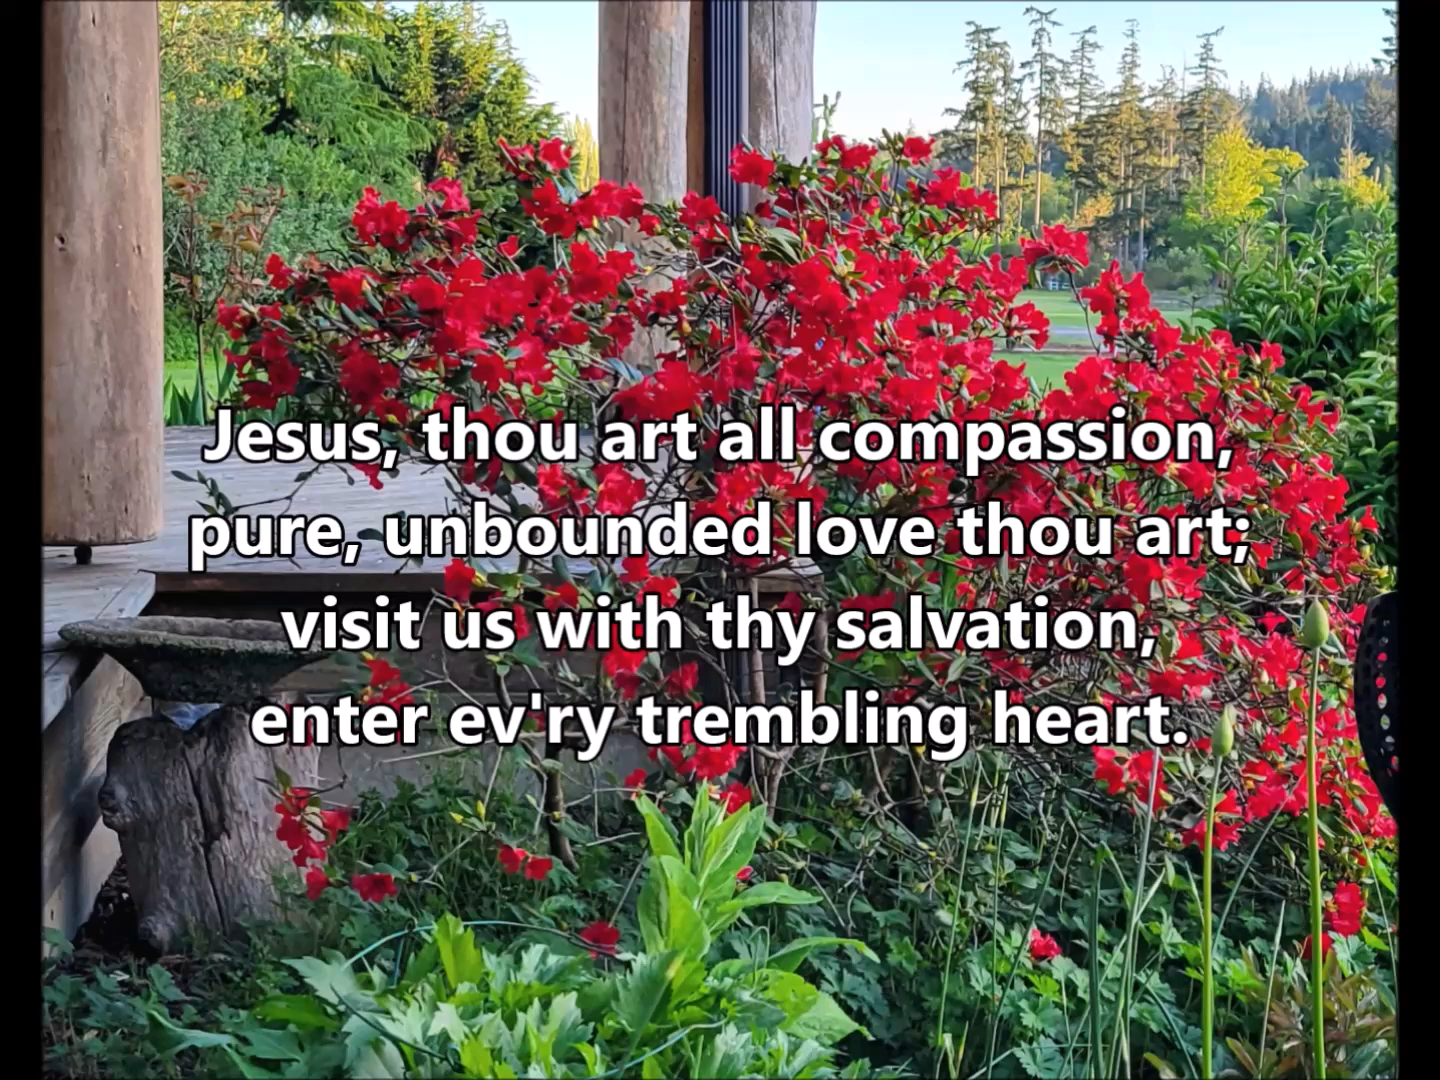 Jesus, thou art all compassion,
pure, unbounded love thou art;
visit us with thy salvation,
enter ev'ry trembling heart.